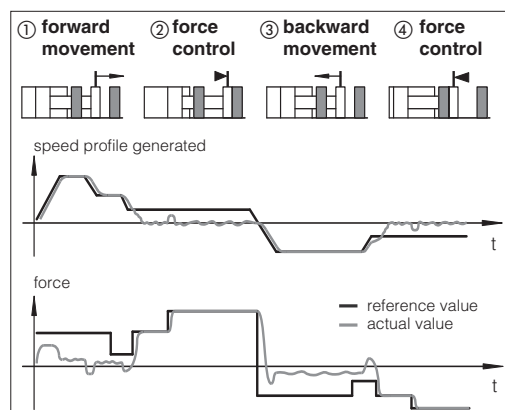 ① forward movement
② force control
③ backward movement
④ force control
speed profile generated
t
force
reference value
actual value
t